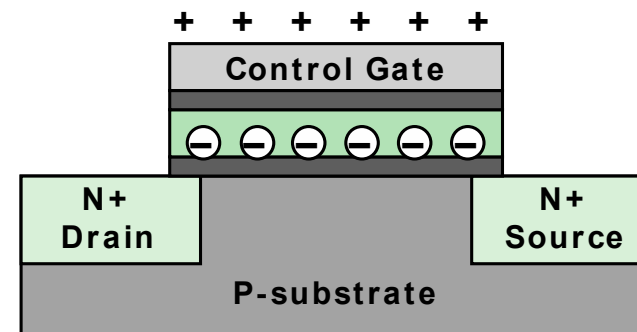 + + + + + +
Control Gate
− − − − − −
N+
Drain
N+
Source
P-substrate